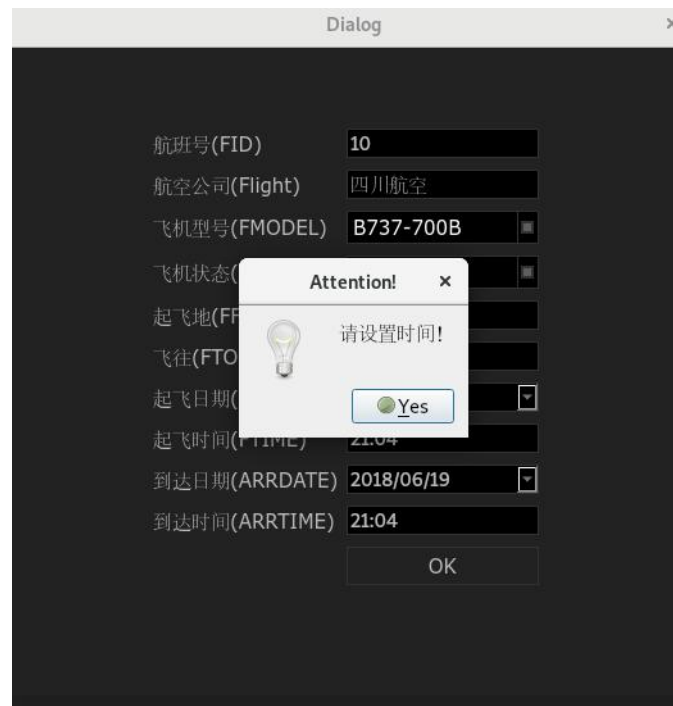 Dialog
航班号(FID) 10
航空公司(Flight) 四川航空
飞机型号(FMODEL) B737-700B
飞机状态(
Attention!
起飞地(FF
请设置时间!
飞往(FTO
起飞日期(
Yes
起飞时间(FTIME) 21:04
到达日期(ARRDATE) 2018/06/19
到达时间(ARRTIME) 21:04
OK